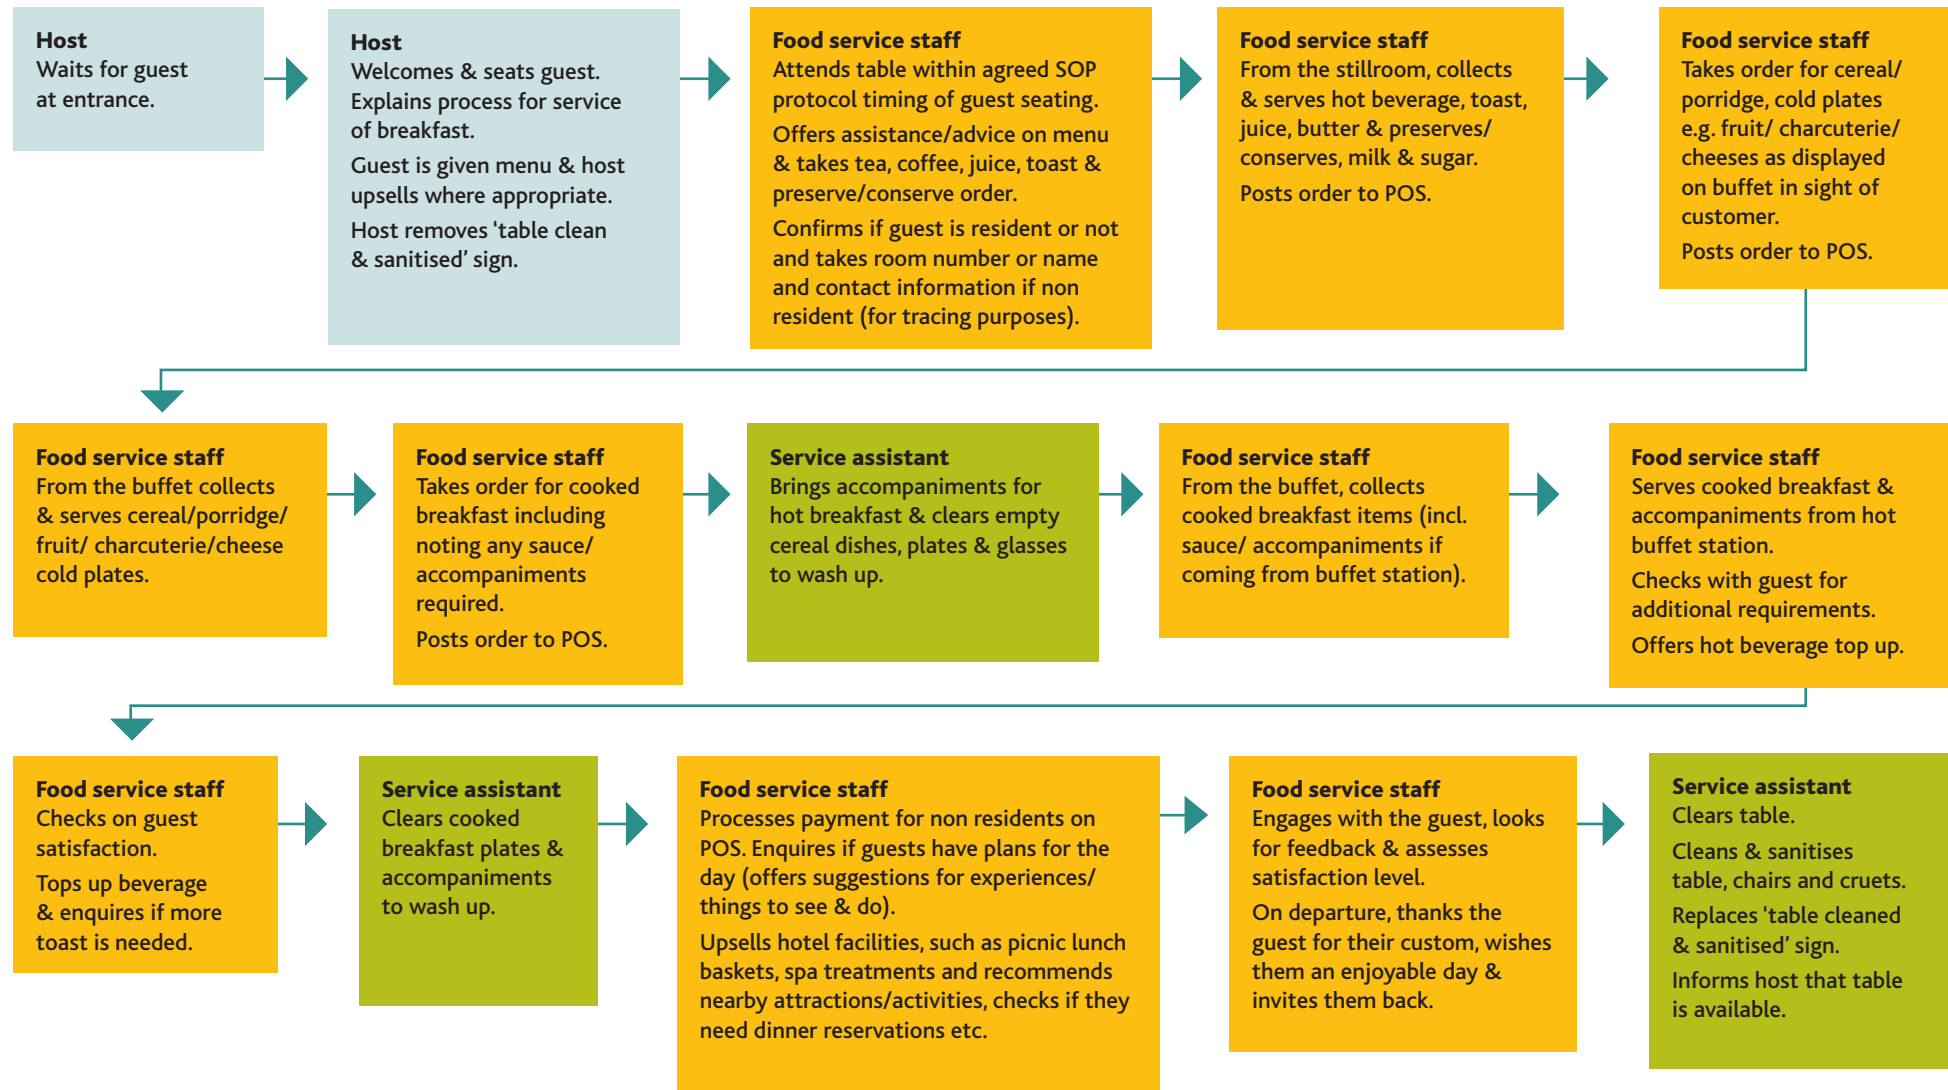 Host
Waits for guest
at entrance.
Host
Welcomes & seats guest.
Explains process for service
of breakfast.
Guest is given menu & host
upsells where appropriate.
Host removes ‘table clean
& sanitised’ sign.
Food service staff
Attends table within agreed SOP
protocol timing of guest seating.
Offers assistance/advice on menu
& takes tea, coffee, juice, toast &
preserve/conserve order.
Confirms if guest is resident or not
and takes room number or name
and contact information if non
resident (for tracing purposes).
Food service staff
From the stillroom, collects
& serves hot beverage, toast,
juice, butter & preserves/
conserves, milk & sugar.
Posts order to POS.
Food service staff
Takes order for cereal/
porridge, cold plates
e.g. fruit/ charcuterie/
cheeses as displayed
on buffet in sight of
customer.
Posts order to POS.
Food service staff
From the buffet collects
& serves cereal/porridge/
fruit/ charcuterie/cheese
cold plates.
Food service staff
Takes order for cooked
breakfast including
noting any sauce/
accompaniments
required.
Posts order to POS.
Service assistant
Brings accompaniments for
hot breakfast & clears empty
cereal dishes, plates & glasses
to wash up.
Food service staff
From the buffet, collects
cooked breakfast items (incl.
sauce/ accompaniments if
coming from buffet station).
Food service staff
Serves cooked breakfast &
accompaniments from hot
buffet station.
Checks with guest for
additional requirements.
Offers hot beverage top up.
Food service staff
Checks on guest
satisfaction.
Tops up beverage
& enquires if more
toast is needed.
Service assistant
Clears cooked
breakfast plates &
accompaniments
to wash up.
Food service staff
Processes payment for non residents on
POS. Enquires if guests have plans for the
day (offers suggestions for experiences/
things to see & do).
Upsells hotel facilities, such as picnic lunch
baskets, spa treatments and recommends
nearby attractions/activities, checks if they
need dinner reservations etc.
Food service staff
Engages with the guest, looks
for feedback & assesses
satisfaction level.
On departure, thanks the
guest for their custom, wishes
them an enjoyable day &
invites them back.
Service assistant
Clears table.
Cleans & sanitises
table, chairs and cruets.
Replaces ‘table cleaned
& sanitised’ sign.
Informs host that table
is available.